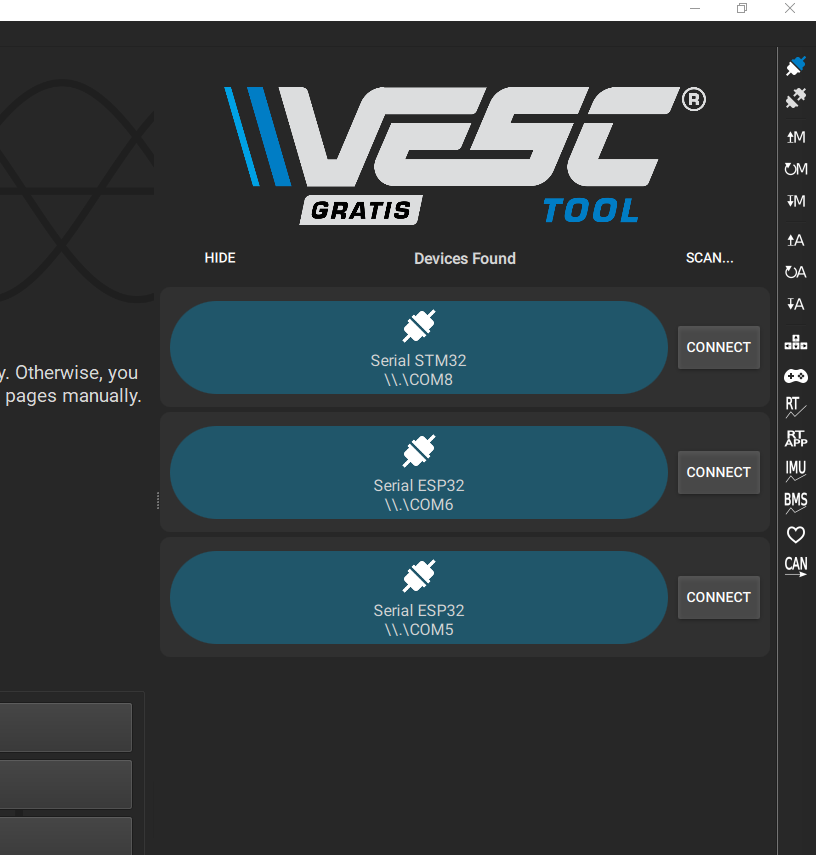 VESC®
GRATIS TOOL
HIDE Devices Found SCAN...
Serial STM32
\\.\COM8
CONNECT
Serial ESP32
\\.\COM6
CONNECT
Serial ESP32
\\.\COM5
CONNECT
y. Otherwise, you
pages manually.
M
M
M
A
A
A
RT
RT
APP
IMU
BMS
CAN